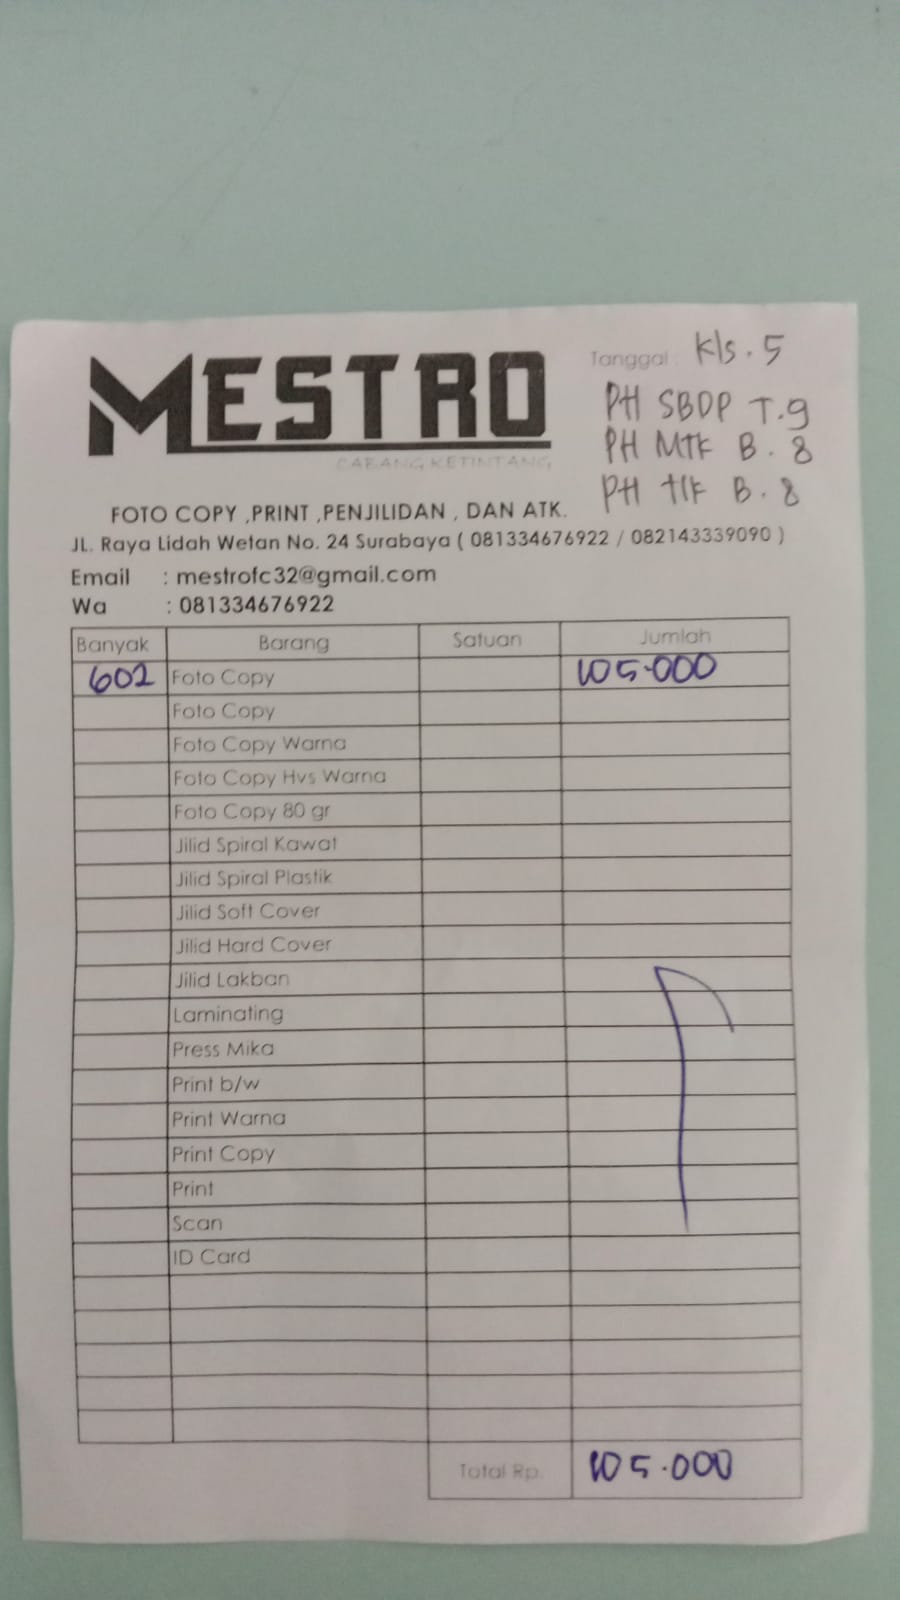 MESTRO
CABANG KETINTANG
Tanggal : Kls. 5
PH SBDP T.9
PH MTK B. 8
PH B. 8
FOTO COPY ,PRINT ,PENJILIDAN , DAN ATK.
JL. Raya Lidah Wetan No. 24 Surabaya ( 081334676922 / 082143339090 )
Email : mestrofc32@gmail.com
Wa : 081334676922
Banyak Barang Satuan Jumlah
602 Foto Copy 105.000
Foto Copy
Foto Copy Warna
Foto Copy Hvs Warna
Foto Copy 80 gr
Jilid Spiral Kawat
Jilid Spiral Plastik
Jilid Soft Cover
Jilid Hard Cover
Jilid Lakban
Laminating
Press Mika
Print b/w
Print Warna
Print Copy
Print
Scan
ID Card
Total Rp. 105.000